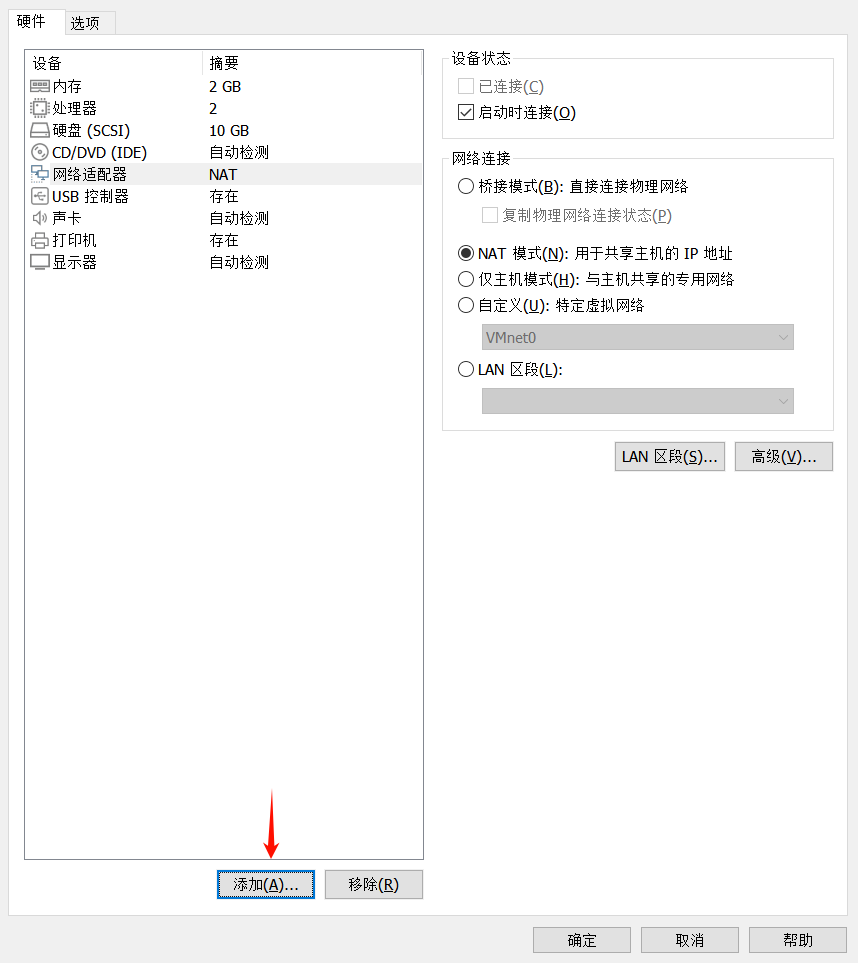 硬件 选项
设备 摘要
内存 2 GB
处理器 2
硬盘 (SCSI) 10 GB
CD/DVD (IDE) 自动检测
网络适配器 NAT
USB 控制器 存在
声卡 自动检测
打印机 存在
显示器 自动检测
添加(A)... 移除(R)
设备状态
已连接(C)
启动时连接(O)
网络连接
桥接模式(B): 直接连接物理网络
复制物理网络连接状态(P)
NAT 模式(N): 用于共享主机的 IP 地址
仅主机模式(H): 与主机共享的专用网络
自定义(U): 特定虚拟网络
VMnet0
LAN 区段(L):
LAN 区段(S)... 高级(V)...
确定 取消 帮助